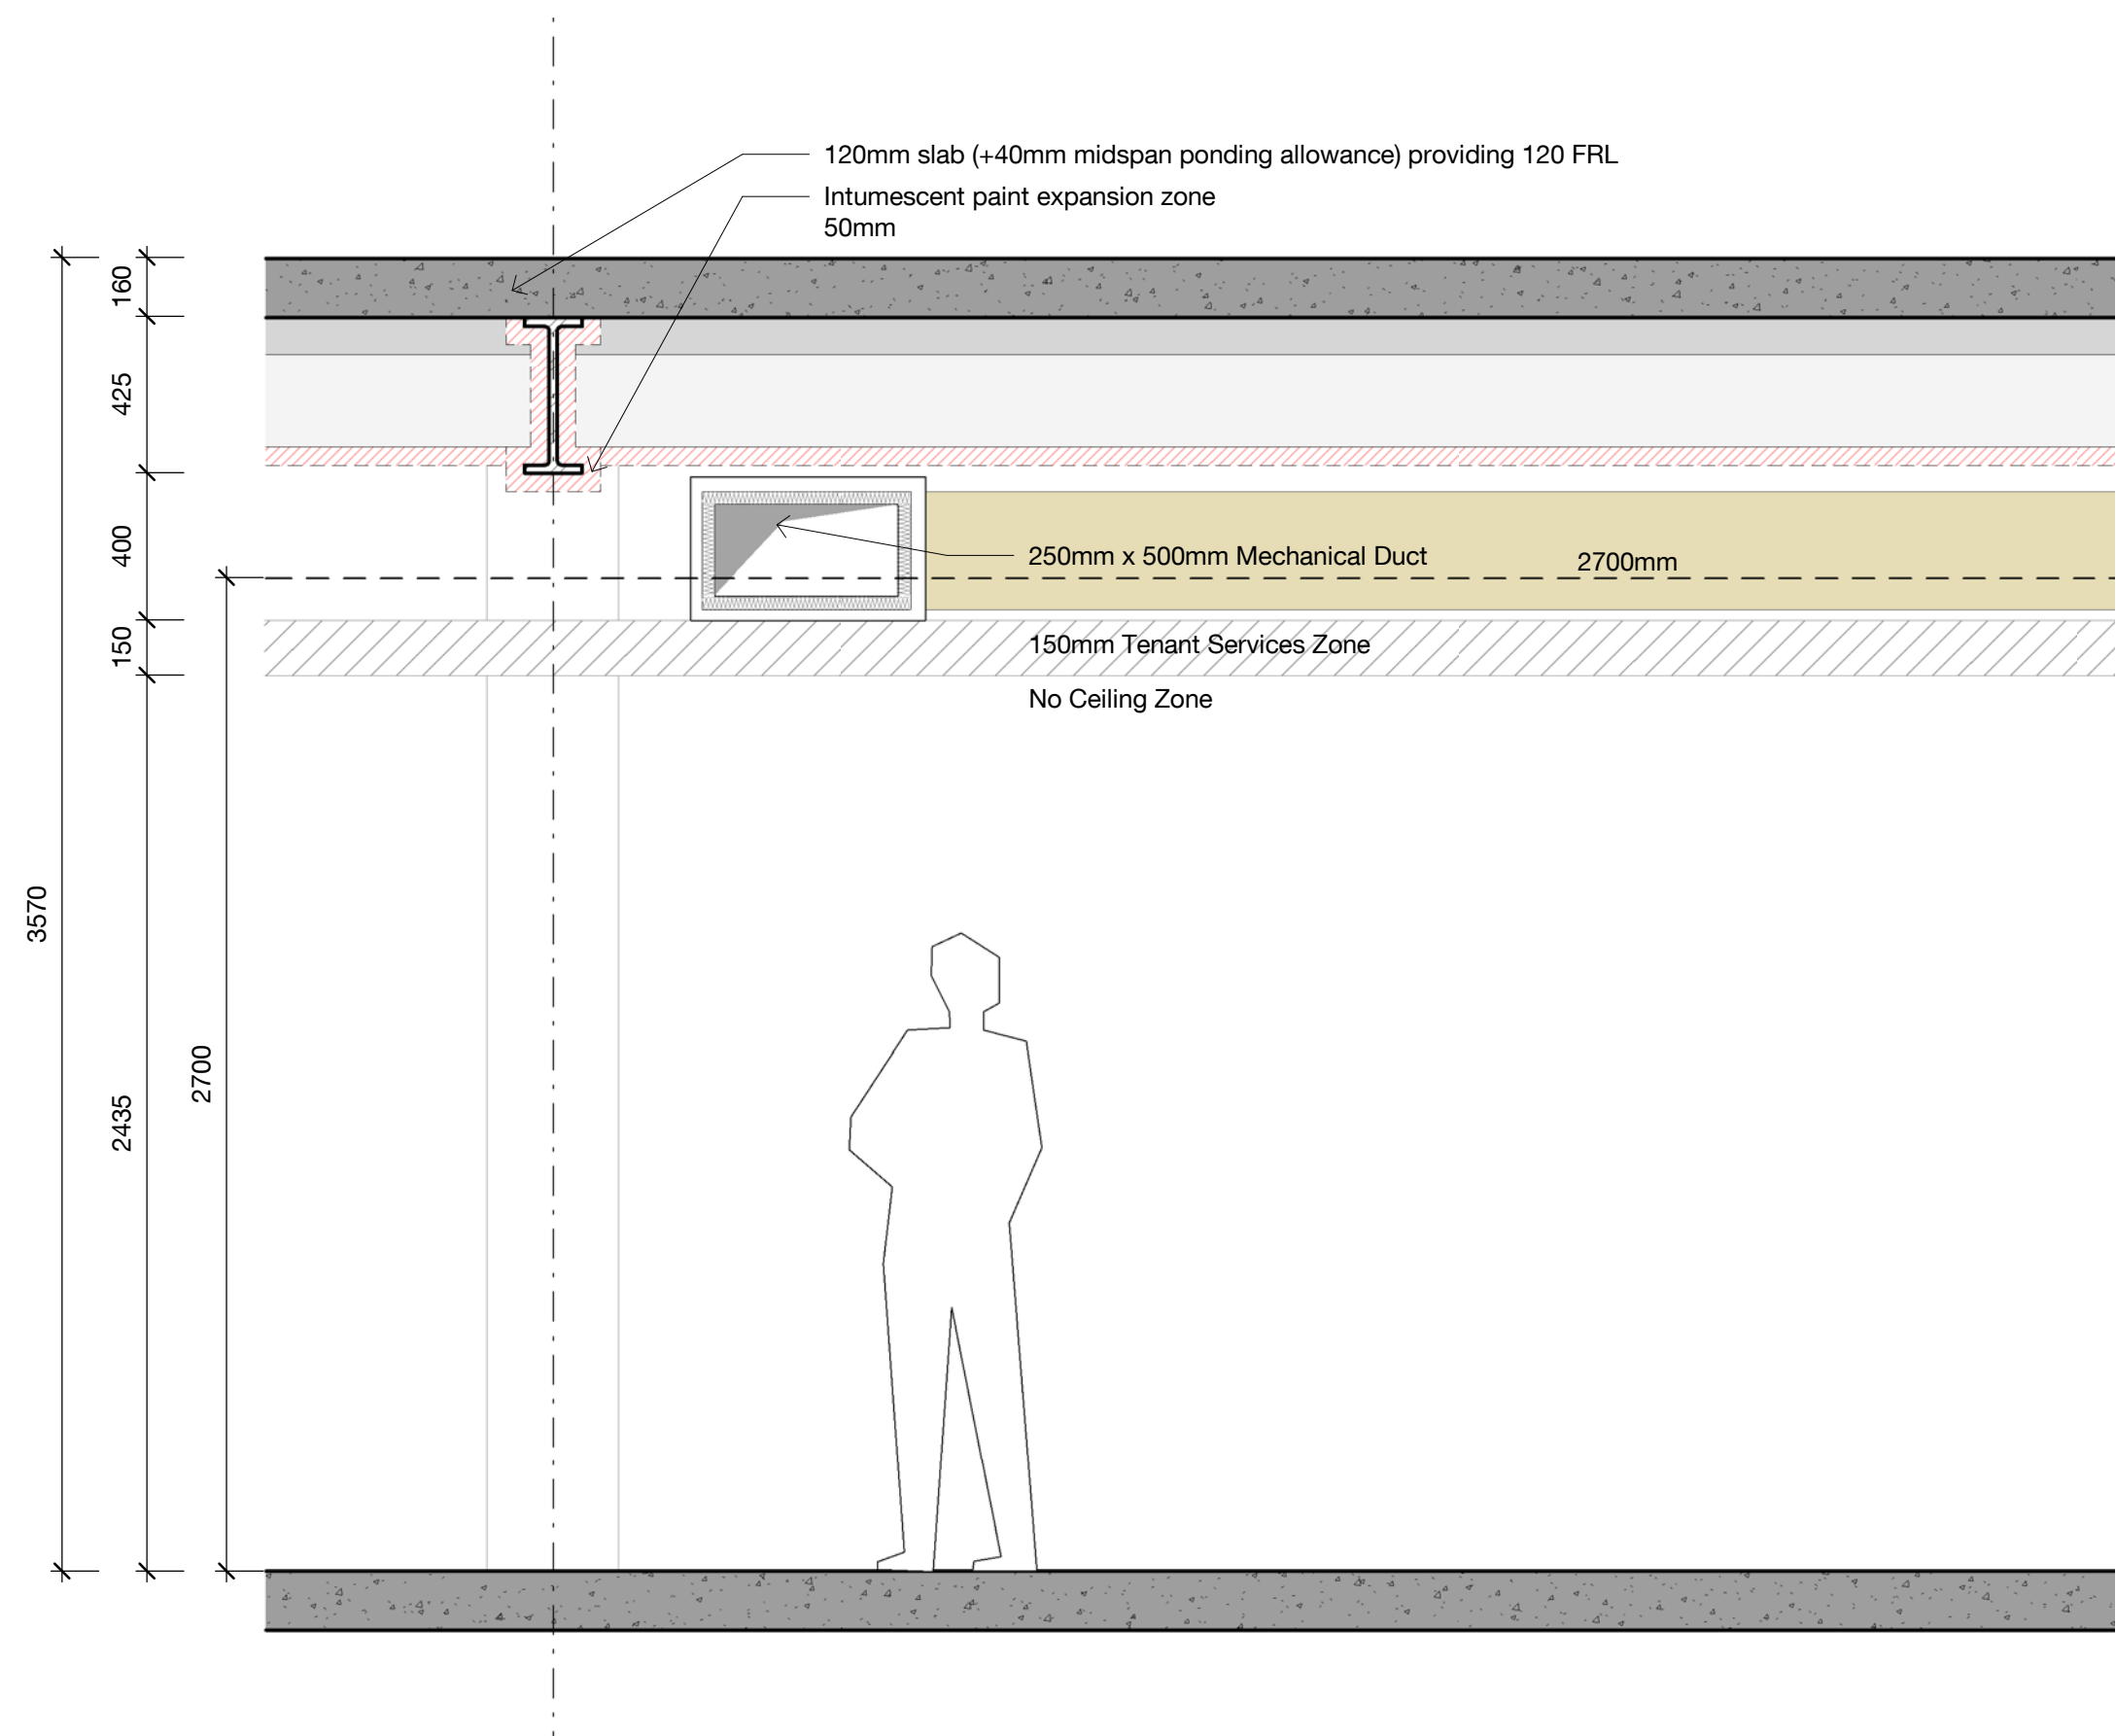 120mm slab (+40mm midspan ponding allowance) providing 120 FRL
Intumescent paint expansion zone
50mm
160
425
400
150
3570
2435
2700
250mm x 500mm Mechanical Duct
2700mm
150mm Tenant Services Zone
No Ceiling Zone